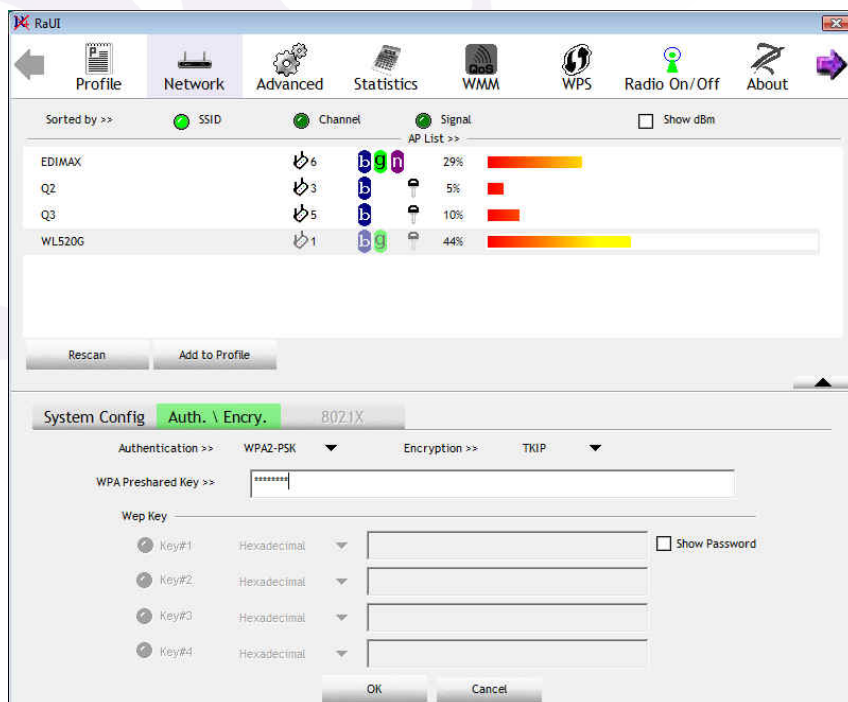 RaUI
Profile Network Advanced Statistics QoS WMM WPS Radio On/Off About
Sorted by >> SSID Channel Signal Show dBm
AP List >>
EDIMAX 6 b g n 29%
Q2 3 b 5%
Q3 5 b 10%
WL520G 1 b g 44%
Rescan Add to Profile
System Config Auth. \ Encry. 8021X
Authentication >> WPA2-PSK Encryption >> TKIP
WPA Preshared Key >> ********
Wep Key
Key#1 Hexadecimal Show Password
Key#2 Hexadecimal
Key#3 Hexadecimal
Key#4 Hexadecimal
OK Cancel